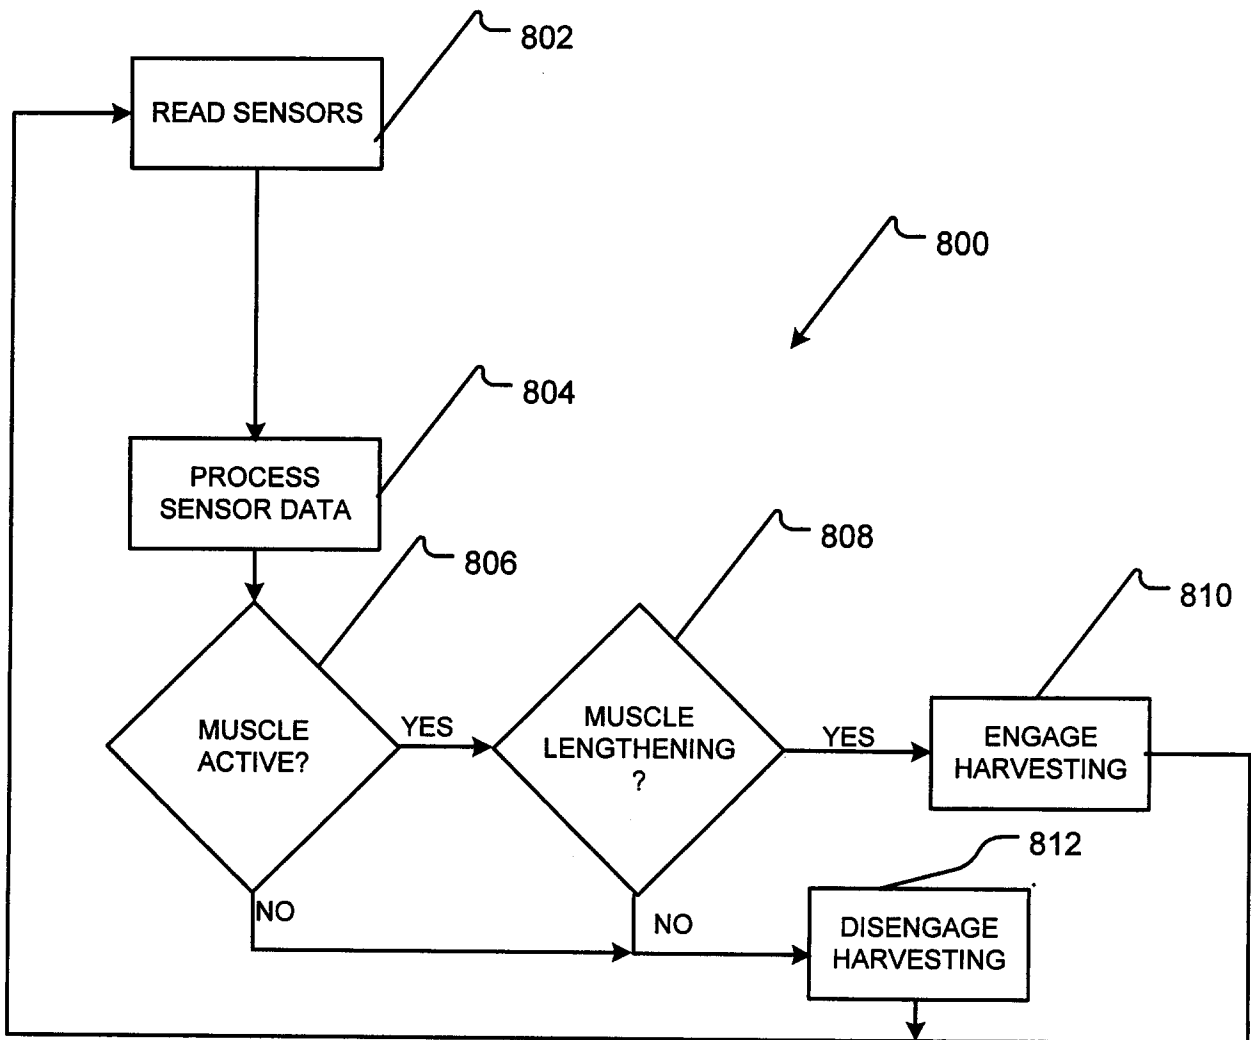 802
READ SENSORS
800
804
PROCESS
SENSOR DATA
806
808
810
MUSCLE
ACTIVE?
YES
MUSCLE
LENGTHENING
?
YES
ENGAGE
HARVESTING
812
NO
NO
DISENGAGE
HARVESTING